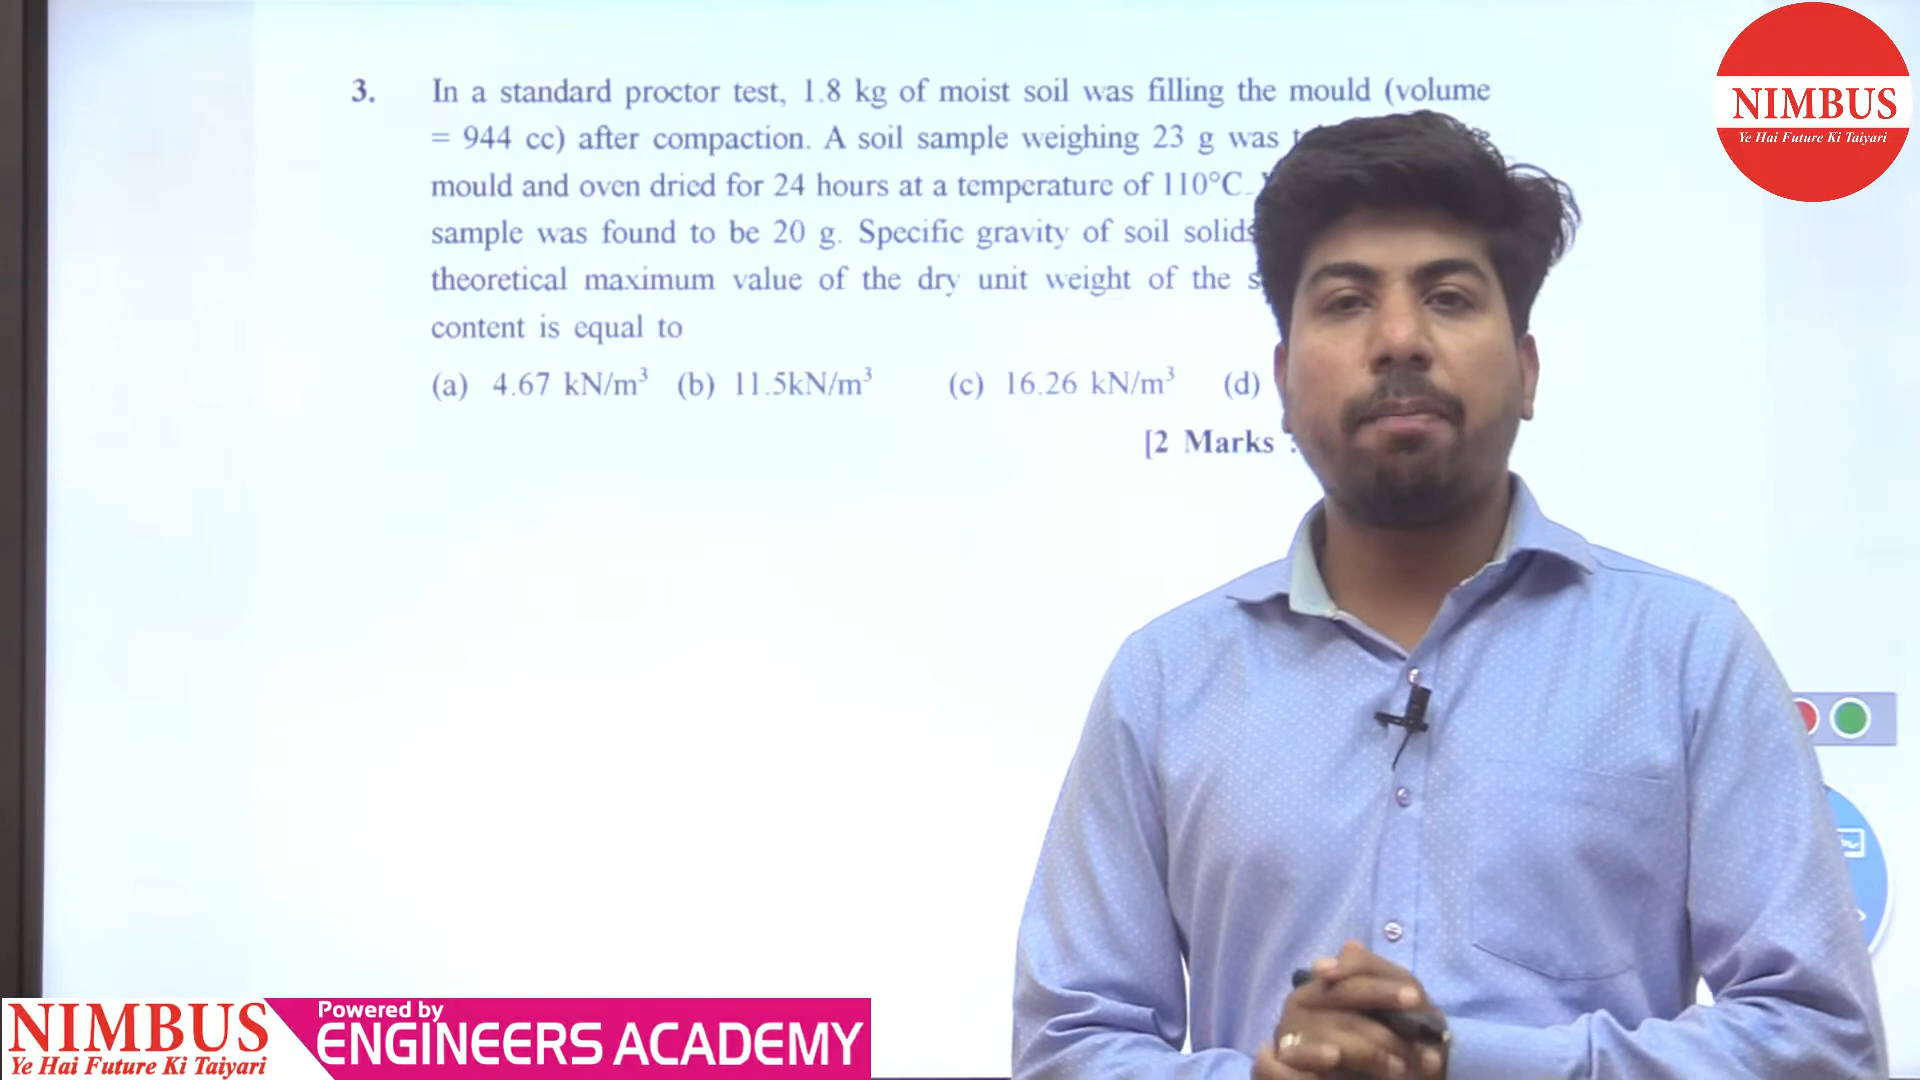 3. In a standard proctor test, 1.8 kg of moist soil was filling the mould (volume
= 944 cc) after compaction. A soil sample weighing 23 g was
mould and oven dried for 24 hours at a temperature of 110°C.
sample was found to be 20 g. Specific gravity of soil solids
theoretical maximum value of the dry unit weight of the
content is equal to
(a) 4.67 kN/m³ (b) 11.5kN/m³ (c) 16.26 kN/m³ (d)
[2 Marks :
NIMBUS
Ye Hai Future Ki Taiyari
NIMBUS
Ye Hai Future Ki Taiyari
Powered by
ENGINEERS ACADEMY